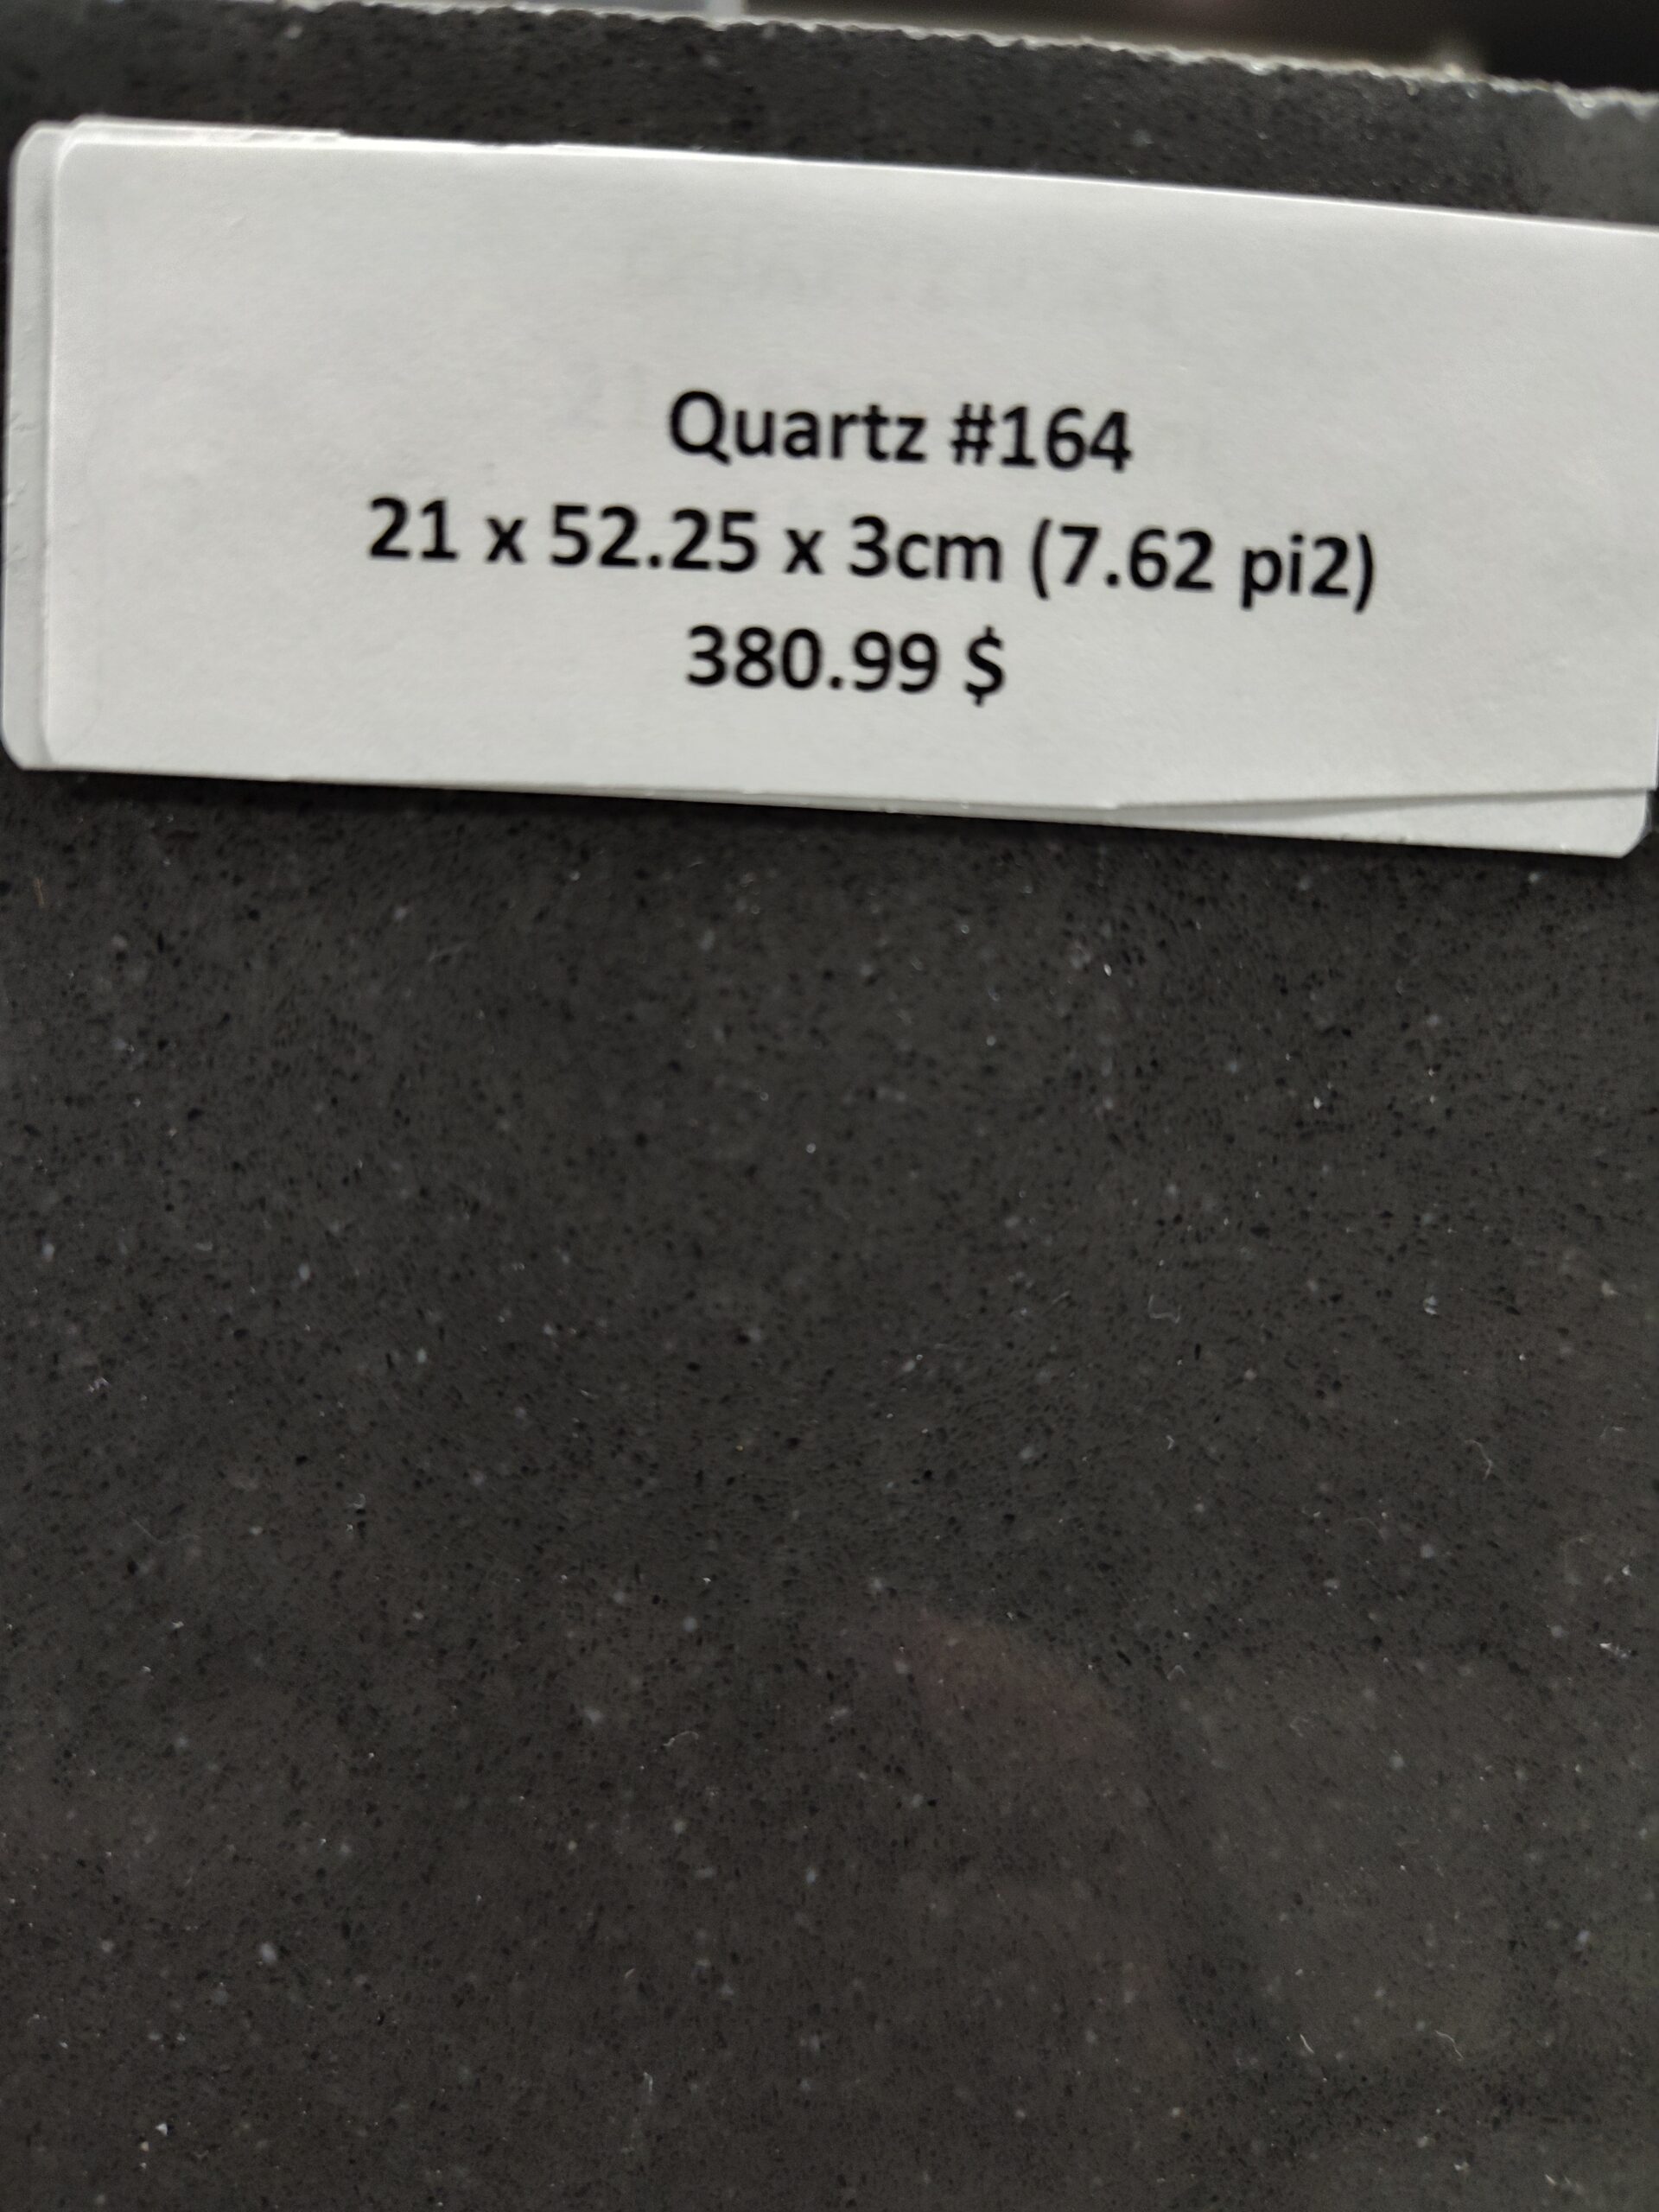 Quartz #164
21 x 52.25 x 3cm (7.62 pi2)
380.99 $